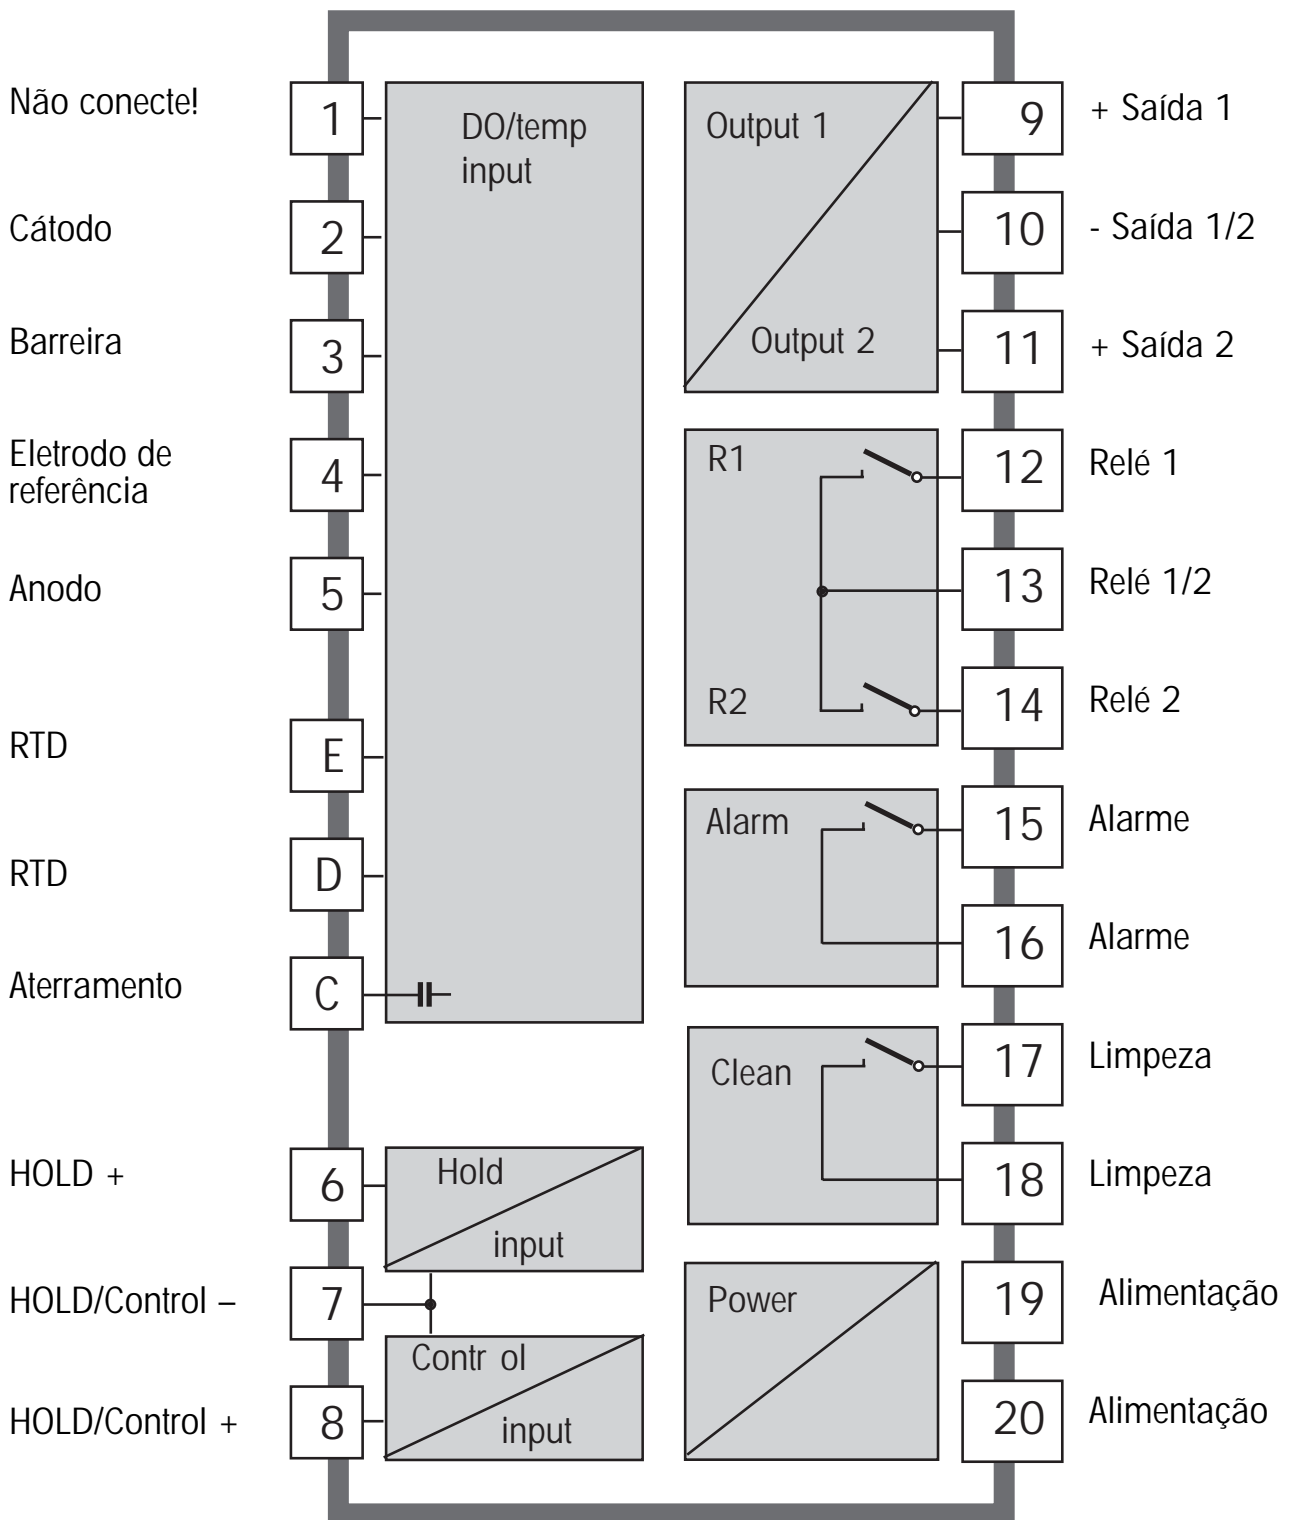 Não conecte!
1
Cátodo
2
Barreira
3
Eletrodo de
referência
4
Anodo
5
RTD
E
RTD
D
Aterramento
C
HOLD +
6
HOLD/Control –
7
HOLD/Control +
8
DO/temp
input
Hold
input
Contr ol
input
Output 1
Output 2
R1
R2
Alarm
Clean
Power
9
+ Saída 1
10
- Saída 1/2
11
+ Saída 2
12
Relé 1
13
Relé 1/2
14
Relé 2
15
Alarme
16
Alarme
17
Limpeza
18
Limpeza
19
Alimentação
20
Alimentação